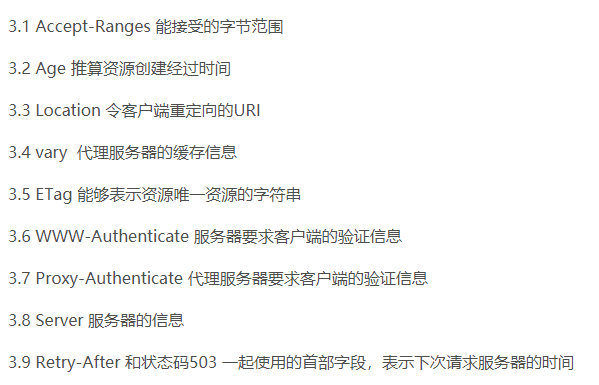 3.1 Accept-Ranges 能接受的字节范围
3.2 Age 推算资源创建经过时间
3.3 Location 令客户端重定向的URI
3.4 vary  代理服务器的缓存信息
3.5 ETag 能够表示资源唯一资源的字符串
3.6 WWW-Authenticate 服务器要求客户端的验证信息
3.7 Proxy-Authenticate 代理服务器要求客户端的验证信息
3.8 Server 服务器的信息
3.9 Retry-After 和状态码503 一起使用的首部字段，表示下次请求服务器的时间